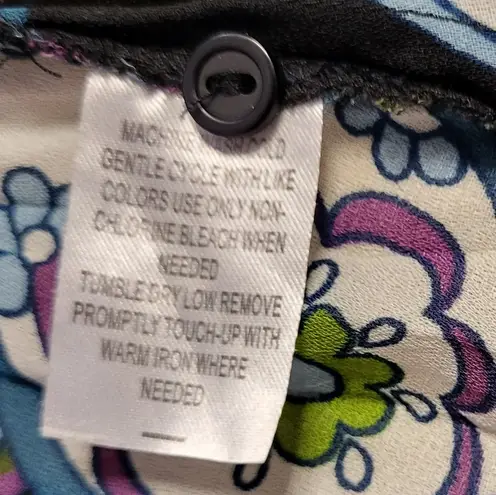 MACHINE WASH COLD
GENTLE CYCLE WITH LIKE
COLORS USE ONLY NON-
CHLORINE BLEACH WHEN
NEEDED
TUMBLE DRY LOW REMOVE
PROMPTLY TOUCH-UP WITH
WARM IRON WHERE
NEEDED